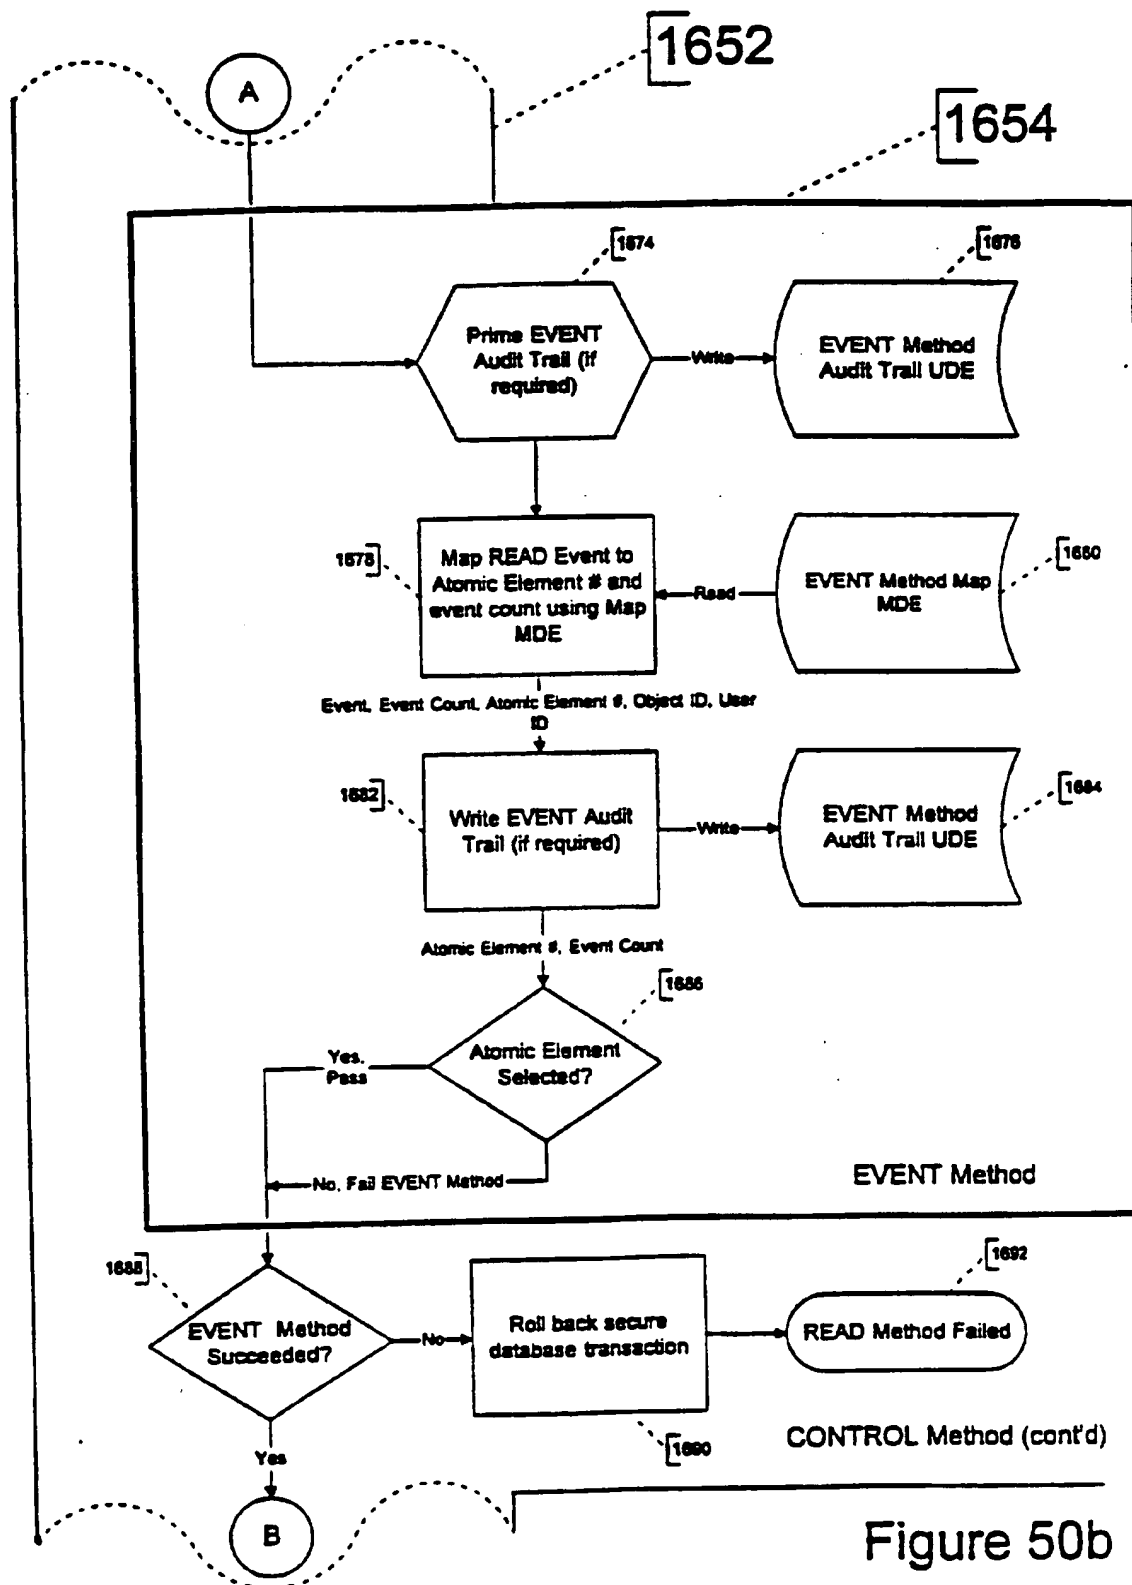 1652
A
1654
1674
1676
Prime EVENT
Audit Trail (if
required)
Write
EVENT Method
Audit Trail UDE
1678
Map READ Event to
Atomic Element # and
event count using Map
MDE
Read
EVENT Method Map
MDE
1680
Event, Event Count, Atomic Element #, Object ID, User
ID
1682
Write EVENT Audit
Trail (if required)
Write
EVENT Method
Audit Trail UDE
1684
Atomic Element #, Event Count
1686
Atomic Element
Selected?
Yes,
Pass
No, Fail EVENT Method
EVENT Method
1688
EVENT Method
Succeeded?
No
Roll back secure
database transaction
1690
1692
READ Method Failed
CONTROL Method (cont'd)
Yes
B
Figure 50b